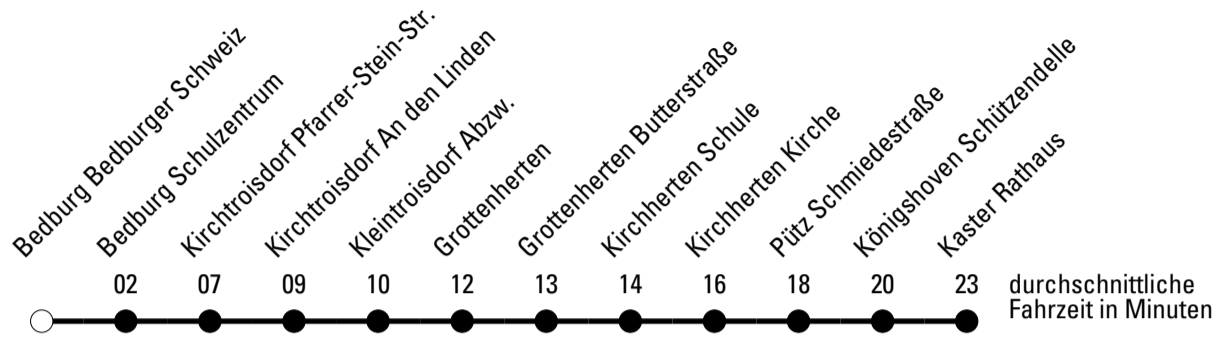 Bedburg Bedburger Schweiz
Bedburg Schulzentrum
Kirchtroisdorf Pfarrer-Stein-Str.
Kirchtroisdorf An den Linden
Kleintroisdorf Abzw.
Grottenherten
Grottenherten Butterstraße
Kirchherten Schule
Kirchherten Kirche
Pütz Schmiedestraße
Königshoven Schützendelle
Kaster Rathaus
02 07 09 10 12 13 14 16 18 20 23
durchschnittliche
Fahrzeit in Minuten